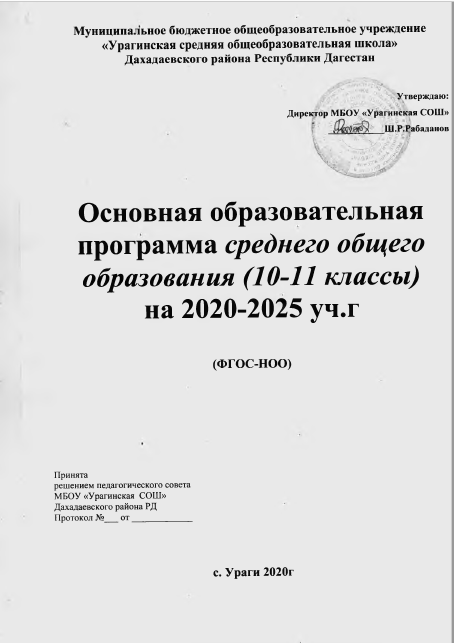 Муниципальное бюджетное общеобразовательное учреждение
«Урагинская средняя общеобразовательная школа»
Дахадаевского района Республики Дагестан
Утверждаю:
Директор МБОУ «Урагинская СОШ»
____________Ш.Р.Рабаданов
Основная образовательная
программа среднего общего
образования (10-11 классы)
на 2020-2025 уч.г
(ФГОС-НОО)
Принята
решением педагогического совета
МБОУ «Урагинская СОШ»
Дахадаевского района РД
Протокол №___ от ______________
с. Ураги 2020г